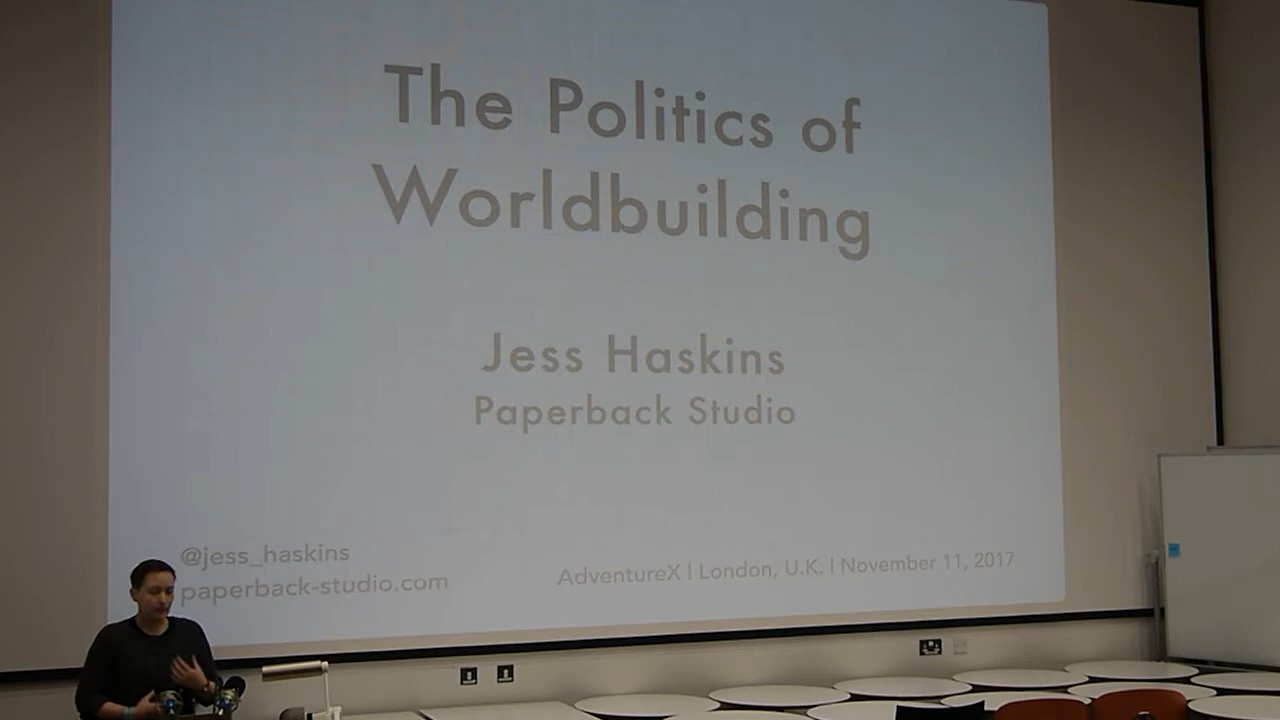 The Politics of
Worldbuilding
Jess Haskins
Paperback Studio
@jess_haskins
paperback-studio.com
AdventureX | London, U.K. | November 11, 2017